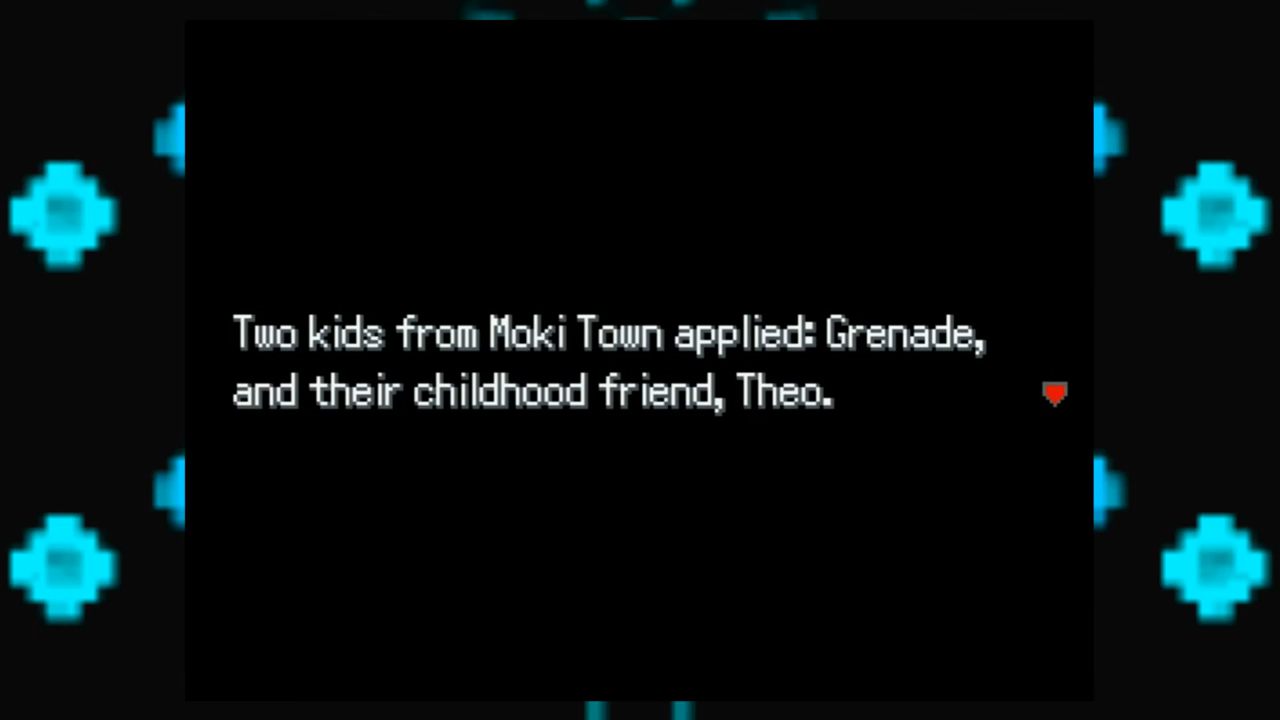 Two kids from Moki Town applied: Grenade,
and their childhood friend, Theo.